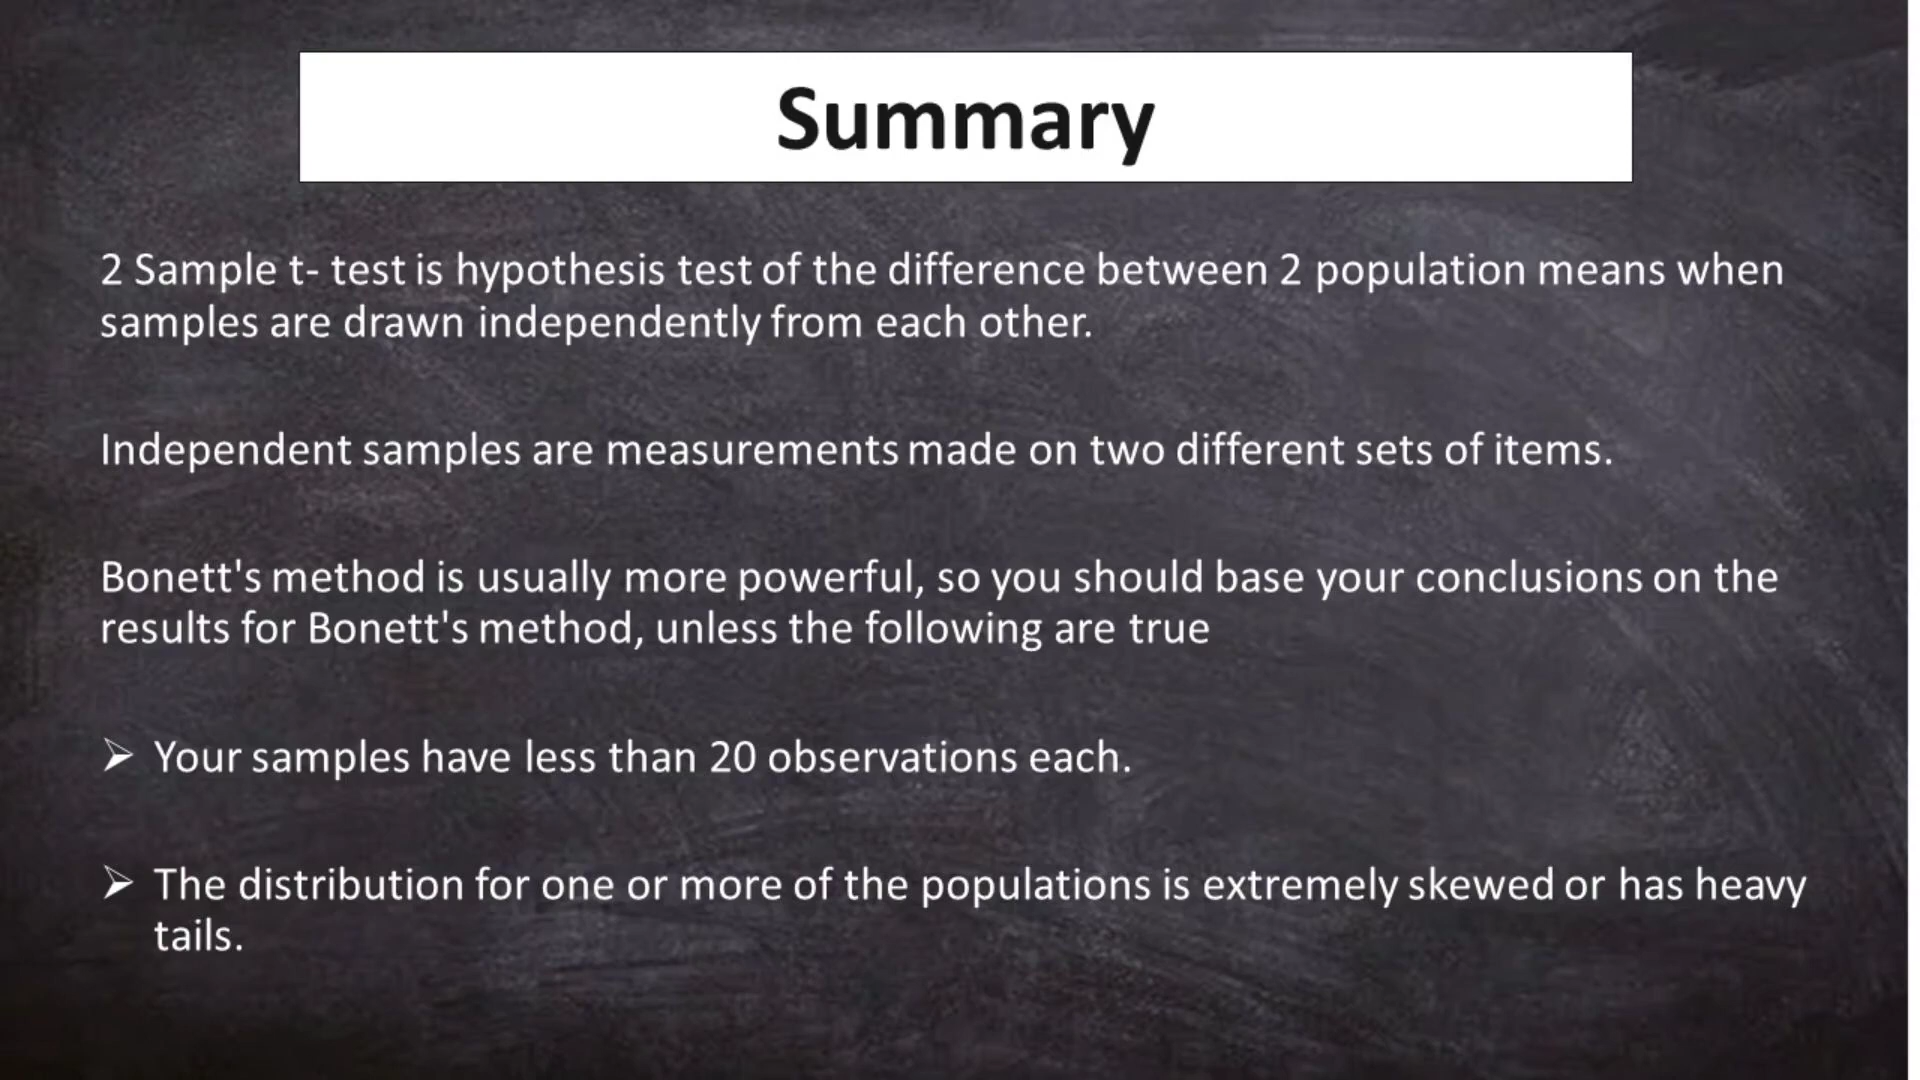 Summary
2 Sample t- test is hypothesis test of the difference between 2 population means when
samples are drawn independently from each other.
Independent samples are measurements made on two different sets of items.
Bonett's method is usually more powerful, so you should base your conclusions on the
results for Bonett's method, unless the following are true
➢ Your samples have less than 20 observations each.
➢ The distribution for one or more of the populations is extremely skewed or has heavy
tails.